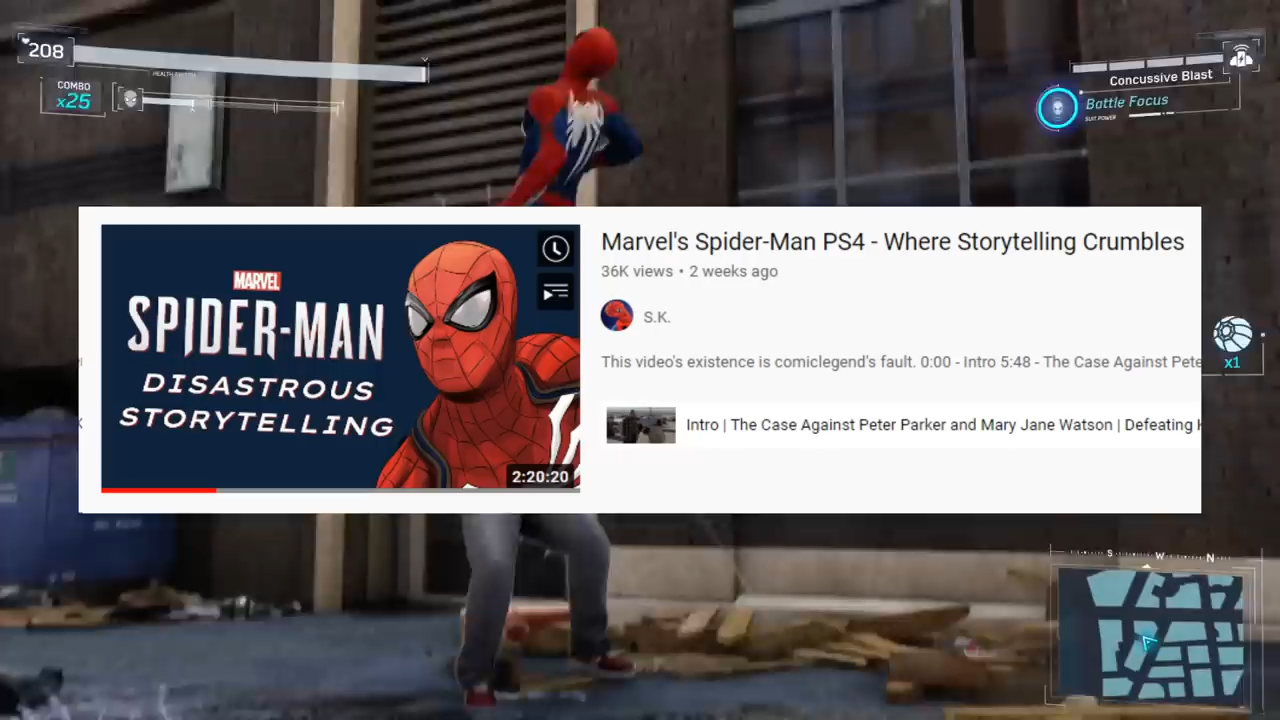 208
HEALTH
COMBO
x25
Concussive Blast
Battle Focus
SUIT POWER
Marvel's Spider-Man PS4 - Where Storytelling Crumbles
36K views • 2 weeks ago
S.K.
This video's existence is comiclegend's fault. 0:00 - Intro 5:48 - The Case Against Pete
Intro | The Case Against Peter Parker and Mary Jane Watson | Defeating
MARVEL
SPIDER-MAN
DISASTROUS
STORYTELLING
2:20:20
x1
S W N